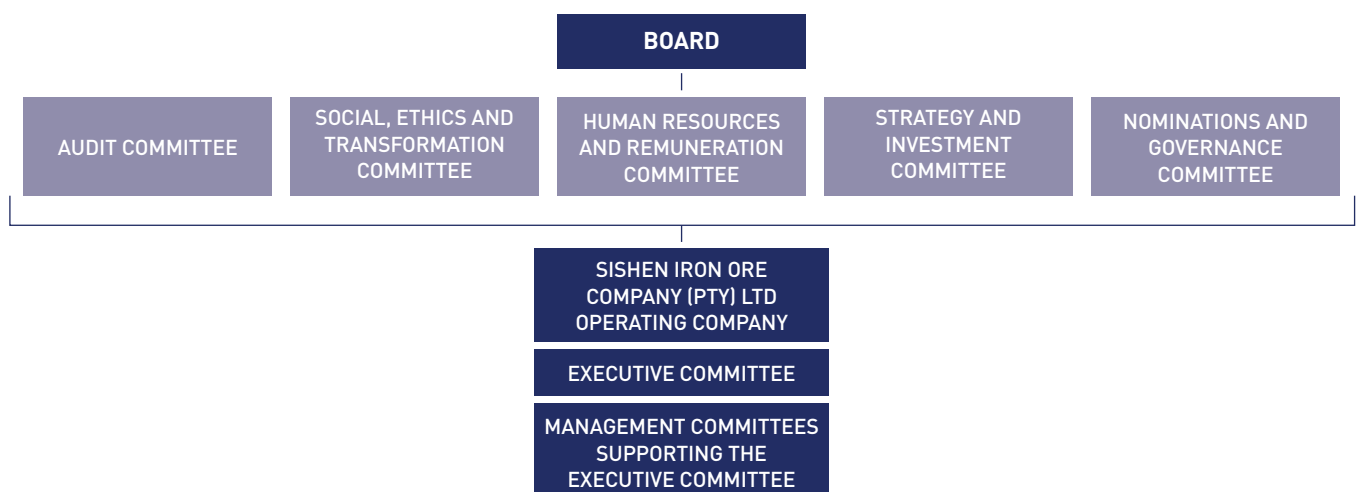 BOARD
AUDIT COMMITTEE
SOCIAL, ETHICS AND
TRANSFORMATION
COMMITTEE
HUMAN RESOURCES
AND REMUNERATION
COMMITTEE
STRATEGY AND
INVESTMENT
COMMITTEE
NOMINATIONS AND
GOVERNANCE
COMMITTEE
SISHEN IRON ORE
COMPANY (PTY) LTD
OPERATING COMPANY
EXECUTIVE COMMITTEE
MANAGEMENT COMMITTEES
SUPPORTING THE
EXECUTIVE COMMITTEE